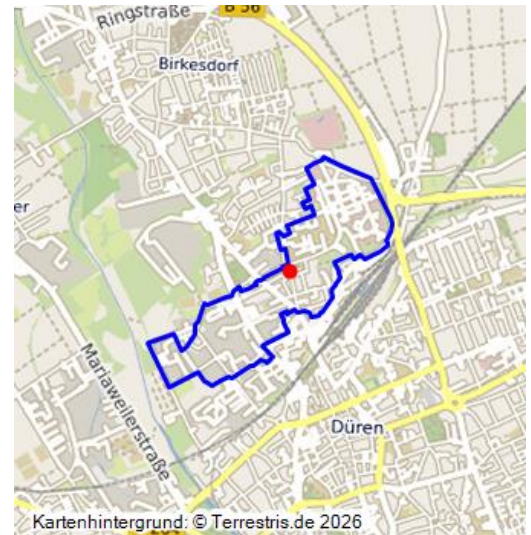 B 56
Ringstraße
Birkesdorf
er
Mariaweilerstraße
Düren
Kartenhintergrund: © Terrestris.de 2026